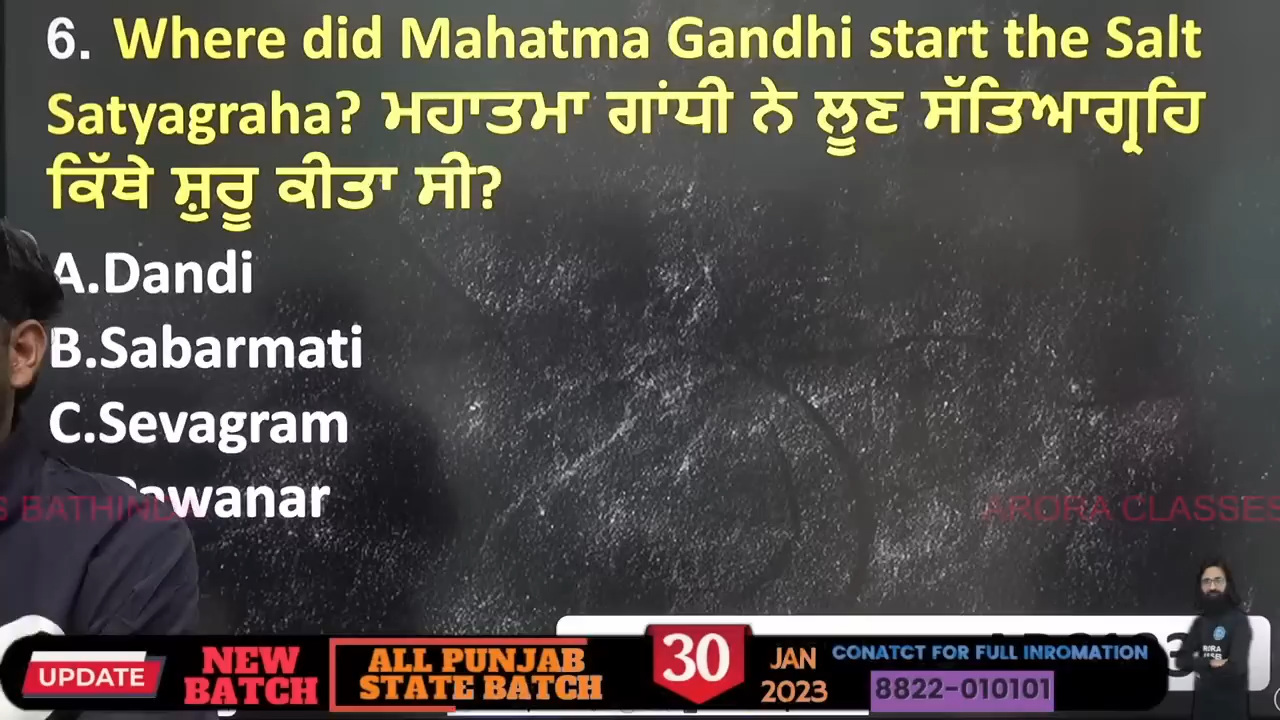 6. Where did Mahatma Gandhi start the Salt
Satyagraha? ਮਹਾਤਮਾ ਗਾਂਧੀ ਨੇ ਲੂਣ ਸੱਤਿਆਗ੍ਰਹਿ
ਕਿੱਥੇ ਸ਼ੁਰੂ ਕੀਤਾ ਸੀ?
A.Dandi
B.Sabarmati
C.Sevagram
BATHINDA
ARORA CLASSES
UPDATE
NEW
BATCH
ALL PUNJAB
STATE BATCH
30
JAN
2023
CONATCT FOR FULL INROMATION
8822-010101